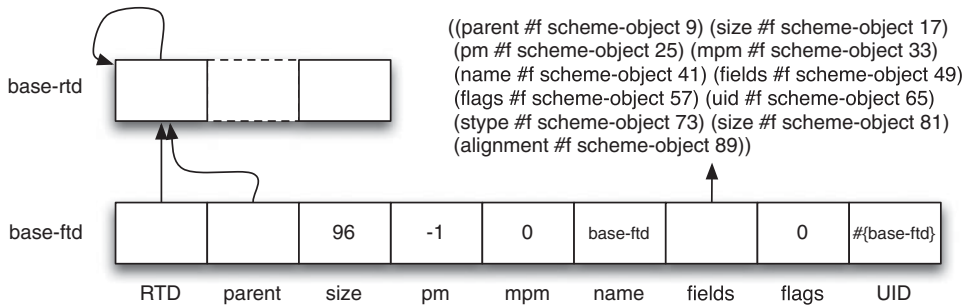 ((parent #f scheme-object 9) (size #f scheme-object 17)
(pm #f scheme-object 25) (mpm #f scheme-object 33)
(name #f scheme-object 41) (fields #f scheme-object 49)
(flags #f scheme-object 57) (uid #f scheme-object 65)
(stype #f scheme-object 73) (size #f scheme-object 81)
(alignment #f scheme-object 89))
base-rtd
base-ftd 96 -1 0 base-ftd 0 #{base-ftd}
RTD parent size pm mpm name fields flags UID